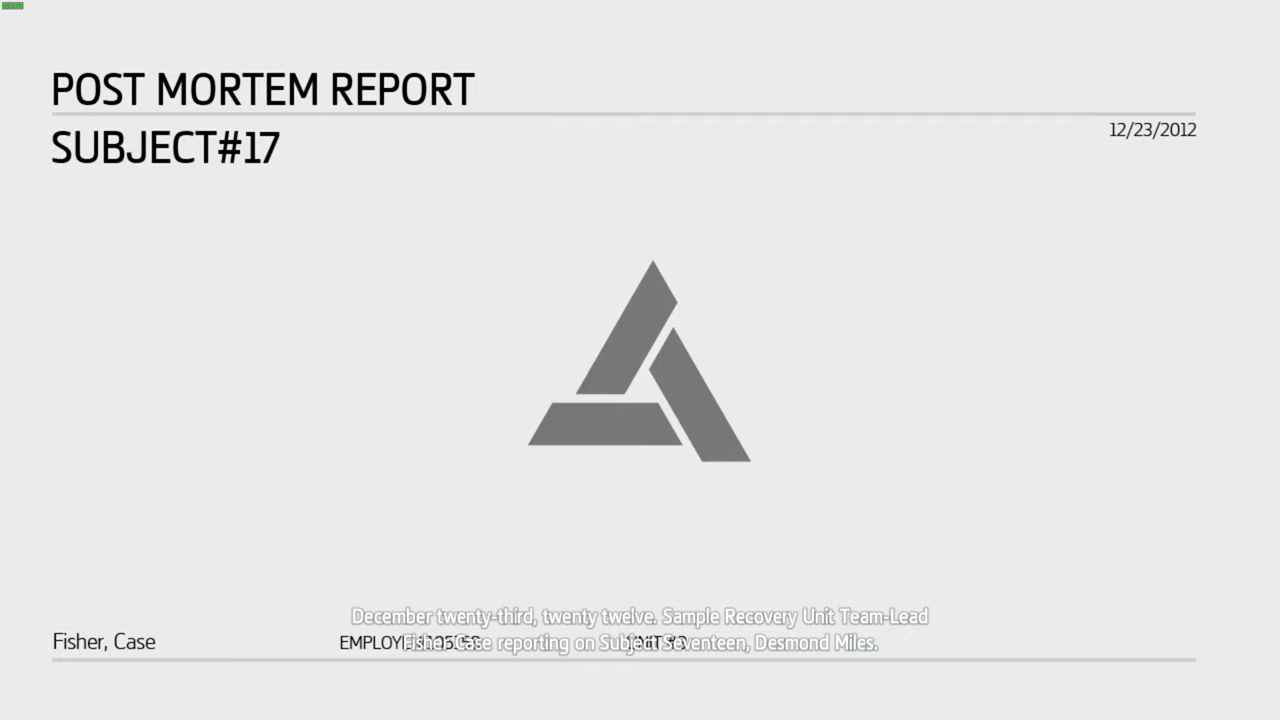 POST MORTEM REPORT
12/23/2012
SUBJECT#17
December twenty-third, twenty twelve. Sample Recovery Unit Team-Lead
Fisher, Case
Fisher Case reporting on Subject Seventeen, Desmond Miles.